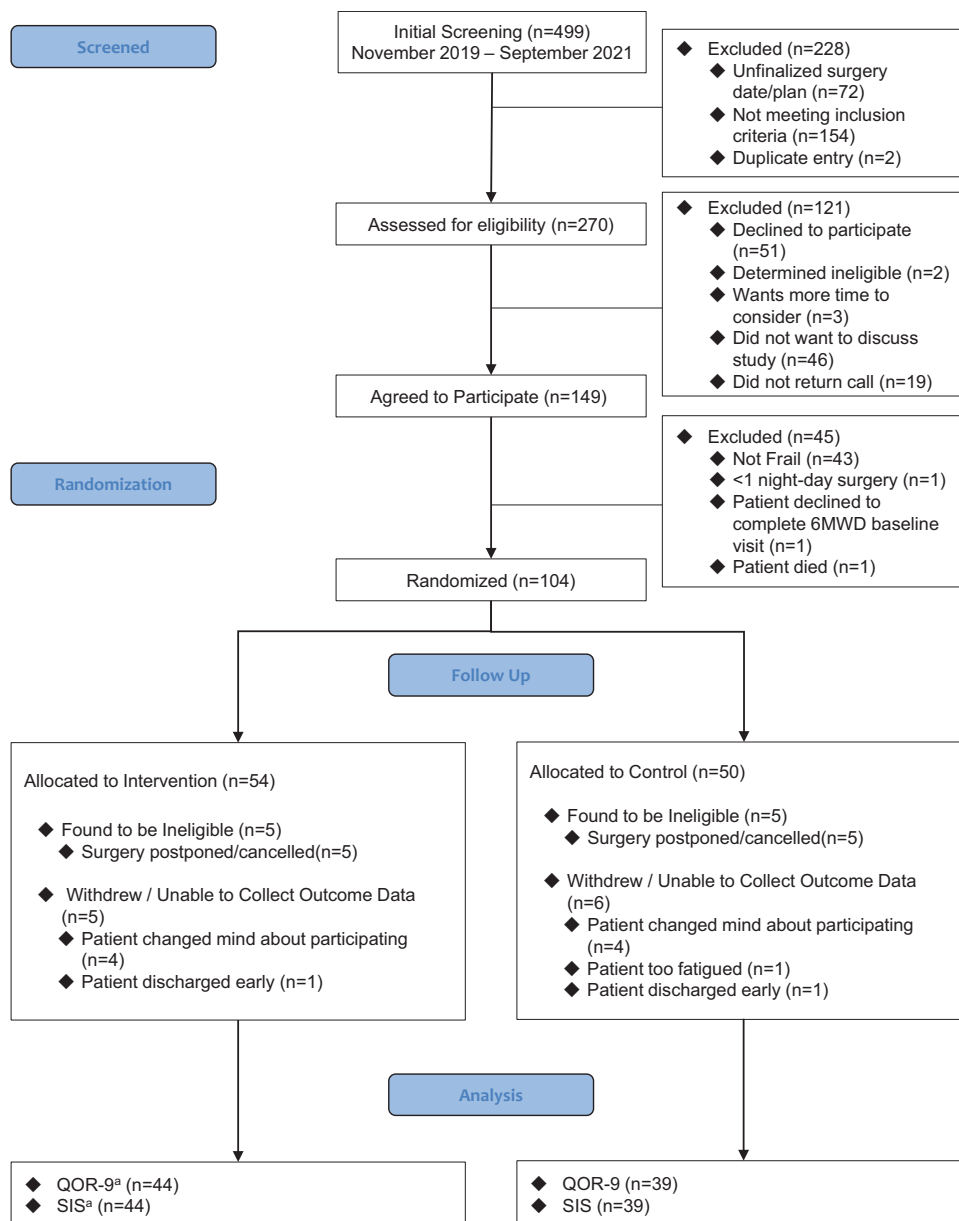 Screened
Initial Screening (n=499)
November 2019 – September 2021
◆ Excluded (n=228)
◆ Unfinalized surgery
date/plan (n=72)
◆ Not meeting inclusion
criteria (n=154)
◆ Duplicate entry (n=2)
Assessed for eligibility (n=270)
◆ Excluded (n=121)
◆ Declined to participate
(n=51)
◆ Determined ineligible (n=2)
◆ Wants more time to
consider (n=3)
◆ Did not want to discuss
study (n=46)
◆ Did not return call (n=19)
Agreed to Participate (n=149)
◆ Excluded (n=45)
◆ Not Frail (n=43)
◆ <1 night-day surgery (n=1)
◆ Patient declined to
complete 6MWD baseline
visit (n=1)
◆ Patient died (n=1)
Randomization
Randomized (n=104)
Follow Up
Allocated to Intervention (n=54)
◆ Found to be Ineligible (n=5)
◆ Surgery postponed/cancelled(n=5)
◆ Withdrew / Unable to Collect Outcome Data
(n=5)
◆ Patient changed mind about participating
(n=4)
◆ Patient discharged early (n=1)
Allocated to Control (n=50)
◆ Found to be Ineligible (n=5)
◆ Surgery postponed/cancelled(n=5)
◆ Withdrew / Unable to Collect Outcome Data
(n=6)
◆ Patient changed mind about participating
(n=4)
◆ Patient too fatigued (n=1)
◆ Patient discharged early (n=1)
Analysis
◆ QOR-9ª (n=44)
◆ SISª (n=44)
◆ QOR-9 (n=39)
◆ SIS (n=39)